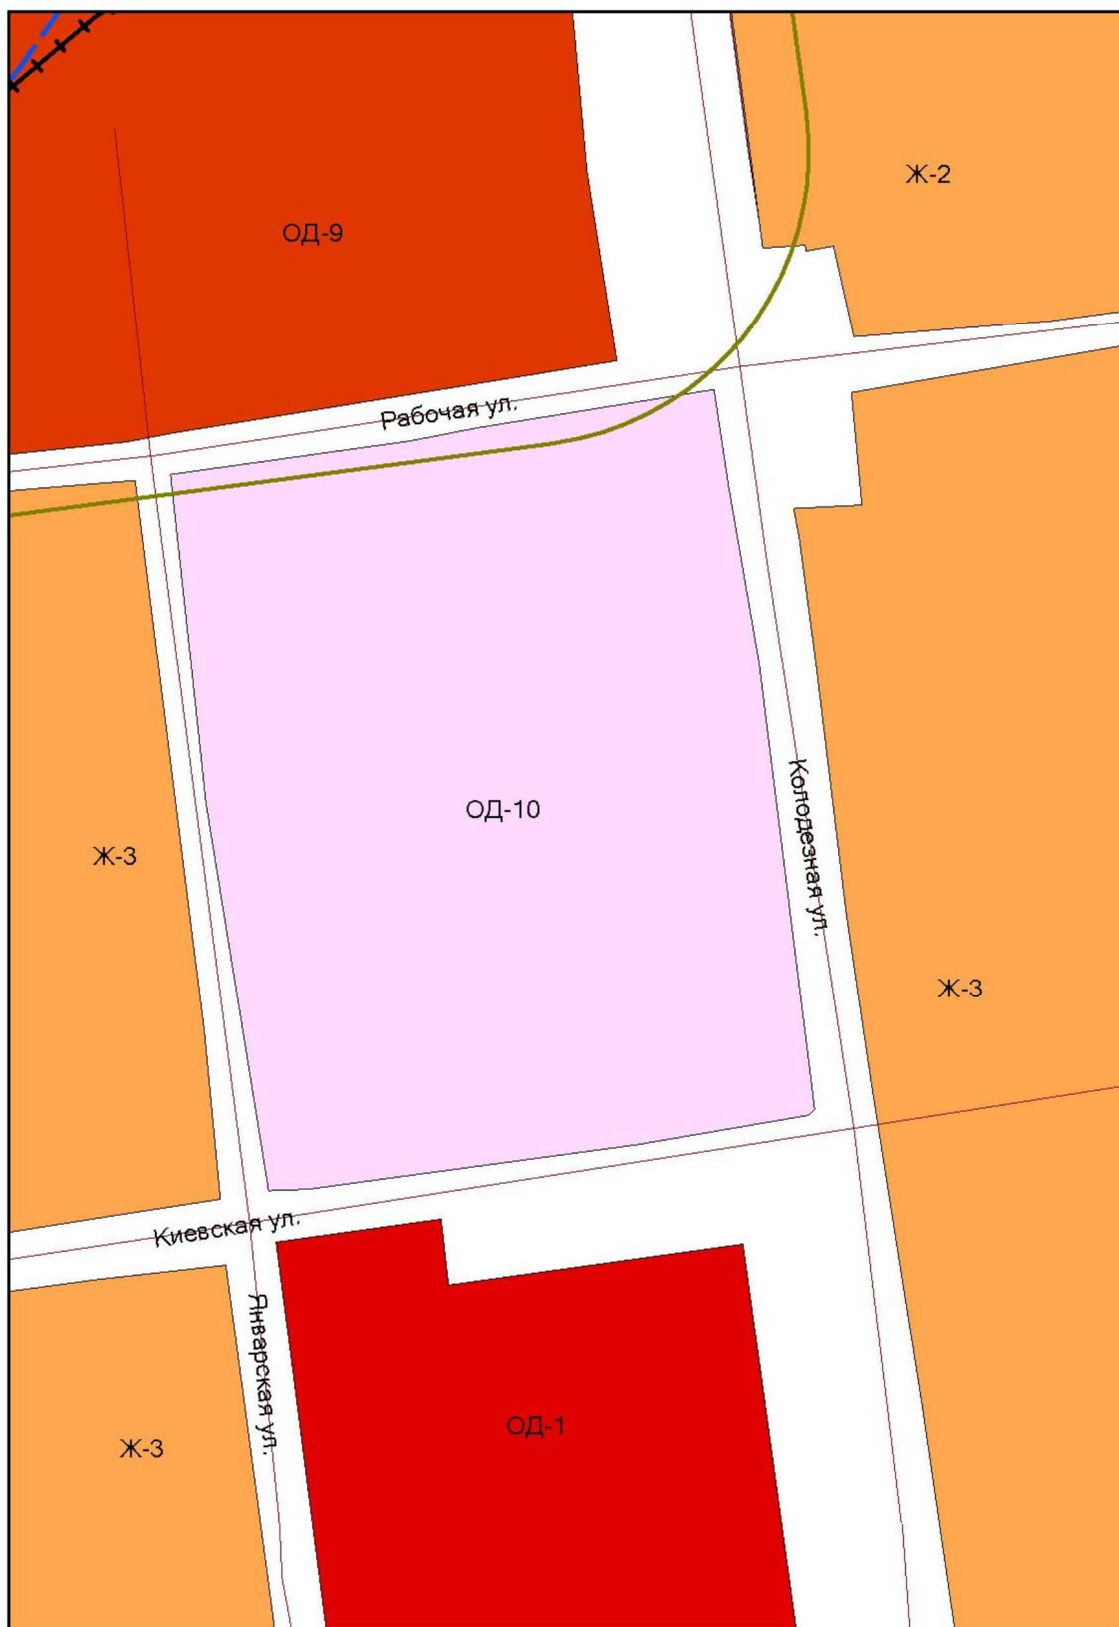 Ж-2
ОД-9
Рабочая ул.
ОД-10
Колодезная ул.
Ж-3
Ж-3
Киевская ул.
Январская ул.
ОД-1
Ж-3